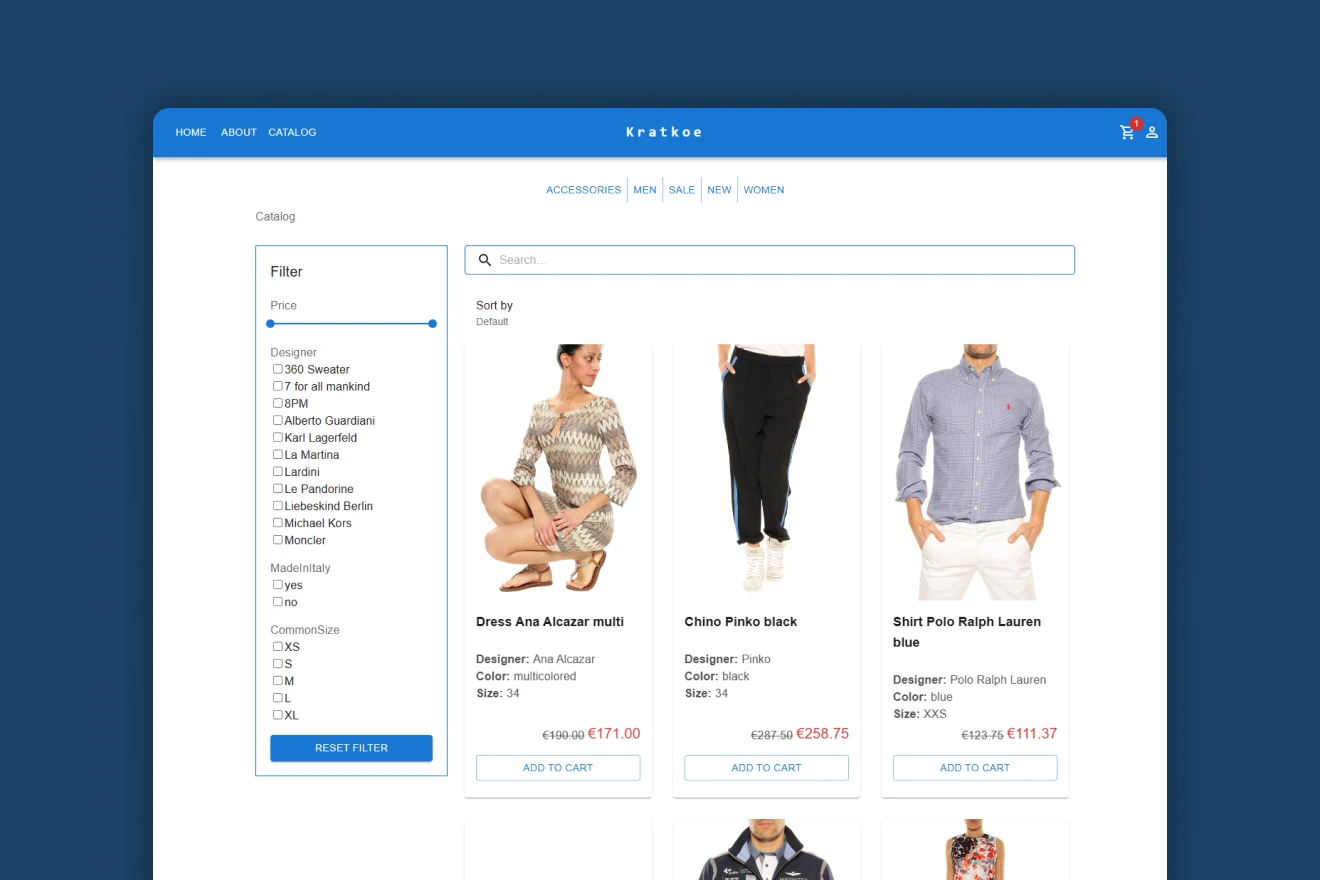 HOME ABOUT CATALOG
Kratkoe
1
ACCESSORIES MEN SALE NEW WOMEN
Catalog
Filter
Price
Designer
360 Sweater
7 for all mankind
8PM
Alberto Guardiani
Karl Lagerfeld
La Martina
Lardini
Le Pandorine
Liebeskind Berlin
Michael Kors
Moncler
MadeInItaly
yes
no
CommonSize
XS
S
M
L
XL
RESET FILTER
Search...
Sort by
Default
Dress Ana Alcazar multi
Designer: Ana Alcazar
Color: multicolored
Size: 34
€190.00 €171.00
ADD TO CART
Chino Pinko black
Designer: Pinko
Color: black
Size: 34
€287.50 €258.75
ADD TO CART
Shirt Polo Ralph Lauren
blue
Designer: Polo Ralph Lauren
Color: blue
Size: XXS
€123.75 €111.37
ADD TO CART